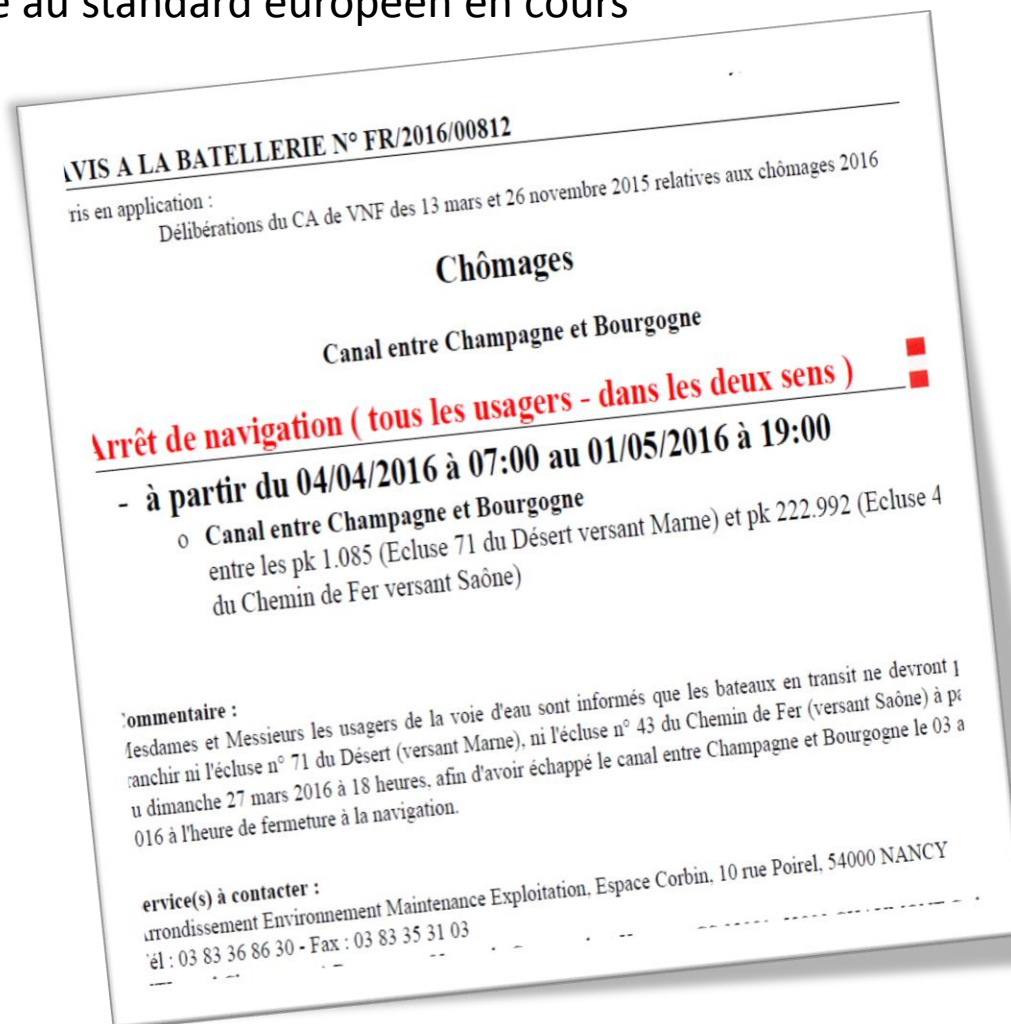 au standard européen en cours
AVIS A LA BATELLERIE N° FR/2016/00812
ris en application :
Délibérations du CA de VNF des 13 mars et 26 novembre 2015 relatives aux chômages 2016
Chômages
Canal entre Champagne et Bourgogne
Arrêt de navigation ( tous les usagers - dans les deux sens )
- à partir du 04/04/2016 à 07:00 au 01/05/2016 à 19:00
o Canal entre Champagne et Bourgogne
entre les pk 1.085 (Ecluse 71 du Désert versant Marne) et pk 222.992 (Ecluse 4
du Chemin de Fer versant Saône)
ommentaire :
lesdames et Messieurs les usagers de la voie d'eau sont informés que les bateaux en transit ne devront
ranchir ni l'écluse n° 71 du Désert (versant Marne), ni l'écluse n° 43 du Chemin de Fer (versant Saône) à pa
u dimanche 27 mars 2016 à 18 heures, afin d'avoir échappé le canal entre Champagne et Bourgogne le 03 a
016 à l'heure de fermeture à la navigation.
ervice(s) à contacter :
rrondissement Environnement Maintenance Exploitation, Espace Corbin, 10 rue Poirel, 54000 NANCY
él : 03 83 36 86 30 - Fax : 03 83 35 31 03